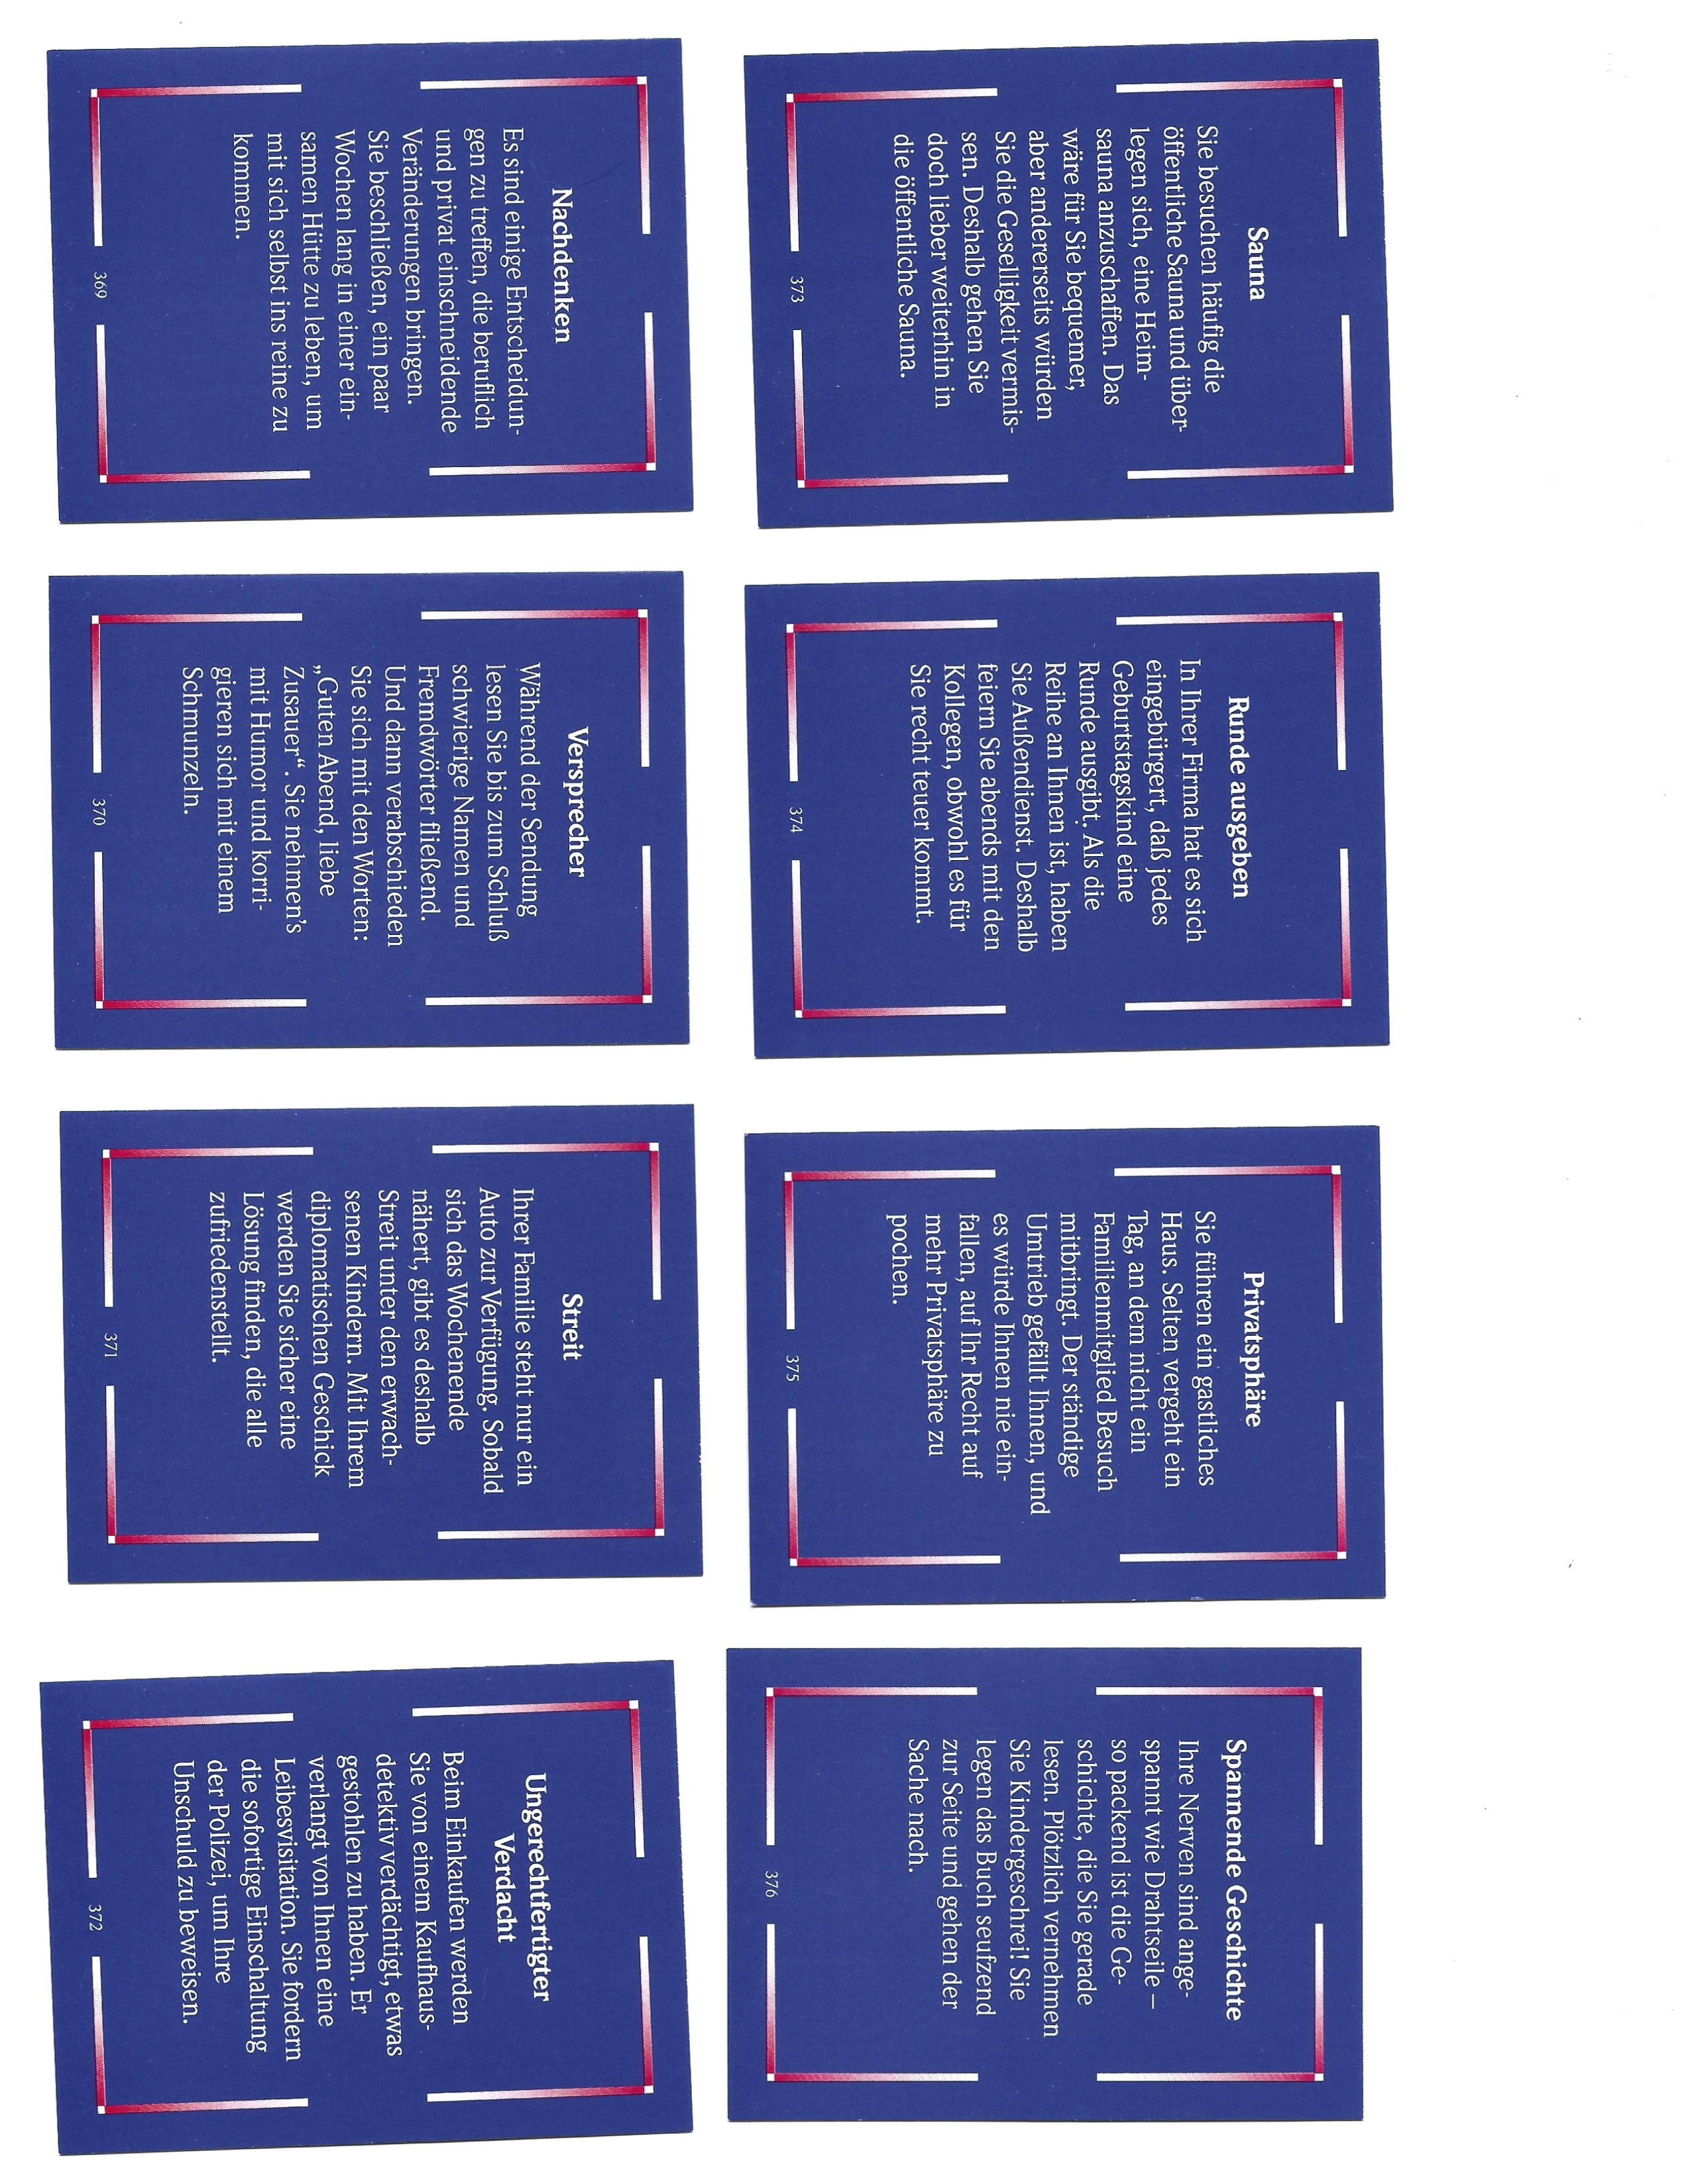 Nachdenken
Es sind einige Entscheidun-
gen zu treffen, die beruflich
und privat einschneidende
Veränderungen bringen.
Sie beschließen, ein paar
Wochen lang in einer ein-
samen Hütte zu leben, um
mit sich selbst ins reine zu
kommen.
369
Versprecher
Während der Sendung
lesen Sie bis zum Schluß
schwierige Namen und
Fremdwörter fließend.
Und dann verabschieden
Sie sich mit den Worten:
„Guten Abend, liebe
Zusauer“. Sie nehmen's
mit Humor und korri-
gieren sich mit einem
Schmunzeln.
370
Streit
Ihrer Familie steht nur ein
Auto zur Verfügung. Sobald
sich das Wochenende
nähert, gibt es deshalb
Streit unter den erwach-
senen Kindern. Mit Ihrem
diplomatischen Geschick
werden Sie sicher eine
Lösung finden, die alle
zufriedenstellt.
371
Ungerechtfertigter
Verdacht
Beim Einkaufen werden
Sie von einem Kaufhaus-
detektiv verdächtigt, etwas
gestohlen zu haben. Er
verlangt von Ihnen eine
Leibesvisitation. Sie fordern
die sofortige Einschaltung
der Polizei, um Ihre
Unschuld zu beweisen.
372
Sauna
Sie besuchen häufig die
öffentliche Sauna und über-
legen sich, eine Heim-
sauna anzuschaffen. Das
wäre für Sie bequemer,
aber andererseits würden
Sie die Geselligkeit vermis-
sen. Deshalb gehen Sie
doch lieber weiterhin in
die öffentliche Sauna.
373
Runde ausgeben
In Ihrer Firma hat es sich
eingebürgert, daß jedes
Geburtstagskind eine
Runde ausgibt. Als die
Reihe an Ihnen ist, haben
Sie Außendienst. Deshalb
feiern Sie abends mit den
Kollegen, obwohl es für
Sie recht teuer kommt.
374
Privatsphäre
Sie führen ein gastliches
Haus. Selten vergeht ein
Tag, an dem nicht ein
Familienmitglied Besuch
mitbringt. Der ständige
Umtrieb gefällt Ihnen, und
es würde Ihnen nie ein-
fallen, auf Ihr Recht auf
mehr Privatsphäre zu
pochen.
375
Spannende Geschichte
Ihre Nerven sind ange-
spannt wie Drahtseile –
so packend ist die Ge-
schichte, die Sie gerade
lesen. Plötzlich vernehmen
Sie Kindergeschrei! Sie
legen das Buch seufzend
zur Seite und gehen der
Sache nach.
376